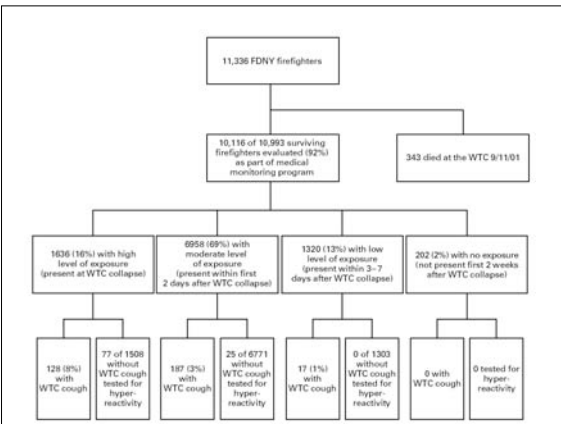 11,336 FDNY firefighters
10,116 of 10,993 surviving
firefighters evaluated (92%)
as part of medical
monitoring program
343 died at the WTC 9/11/01
1636 (16%) with high
level of exposure
(present at WTC collapse)
6958 (69%) with
moderate level
of exposure
(present within first
2 days after WTC collapse)
1320 (13%) with low
level of exposure
(present within 3–7
days after WTC collapse)
202 (2%) with no exposure
(not present first 2 weeks
after WTC collapse)
128 (8%)
with
WTC cough
77 of 1508
without
WTC cough
tested for
hyper-
reactivity
187 (3%)
with
WTC cough
25 of 6771
without
WTC cough
tested for
hyper-
reactivity
17 (1%)
with
WTC cough
0 of 1303
without
WTC cough
tested for
hyper-
reactivity
0 with
WTC cough
0 tested for
hyper-
reactivity